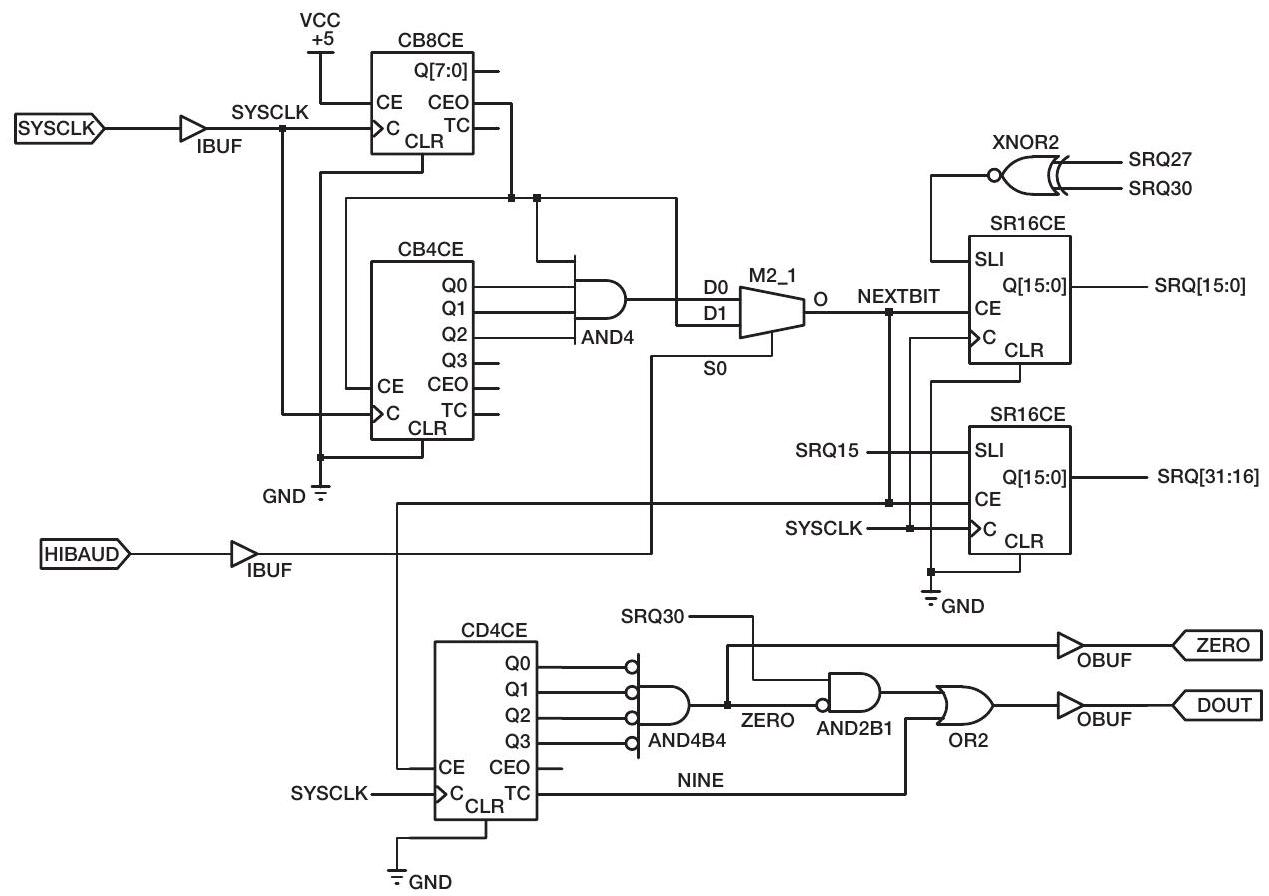 VCC
+5
CB8CE
Q[7:0]
CE
CEO
SYSCLK
SYSCLK
IBUF
C
TC
CLR
XNOR2
SRQ27
SRQ30
SR16CE
SLI
Q[15:0]
SRQ[15:0]
CE
C
CLR
CB4CE
Q0
Q1
Q2
Q3
CE
CEO
C
TC
CLR
AND4
GND
D0
D1
M2_1
O
S0
NEXTBIT
SR16CE
SRQ15
SLI
Q[15:0]
SRQ[31:16]
CE
SYSCLK
C
CLR
GND
HIBAUD
IBUF
SRQ30
CD4CE
Q0
Q1
Q2
Q3
CE
CEO
SYSCLK
C
TC
CLR
GND
AND4B4
ZERO
AND2B1
OR2
NINE
OBUF
ZERO
OBUF
DOUT